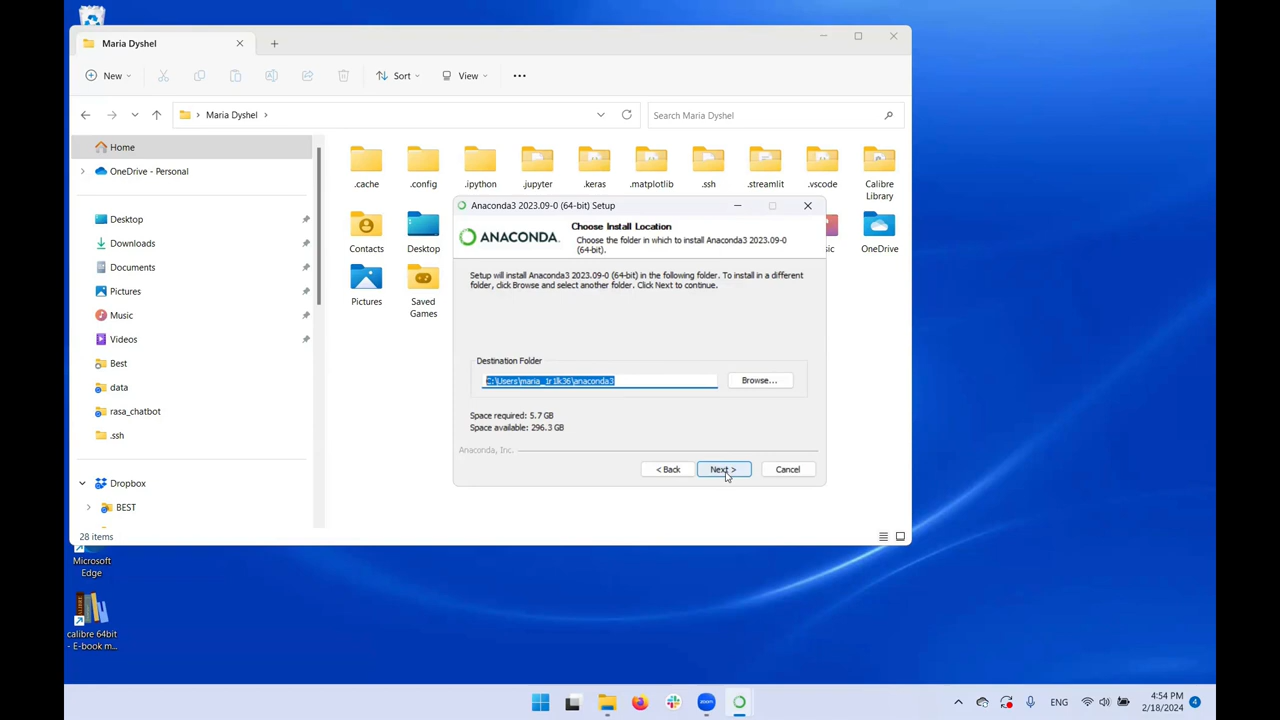 Maria Dyshel
New
Sort
View
Maria Dyshel
Search Maria Dyshel
Home
OneDrive - Personal
Desktop
Downloads
Documents
Pictures
Music
Videos
Best
data
rasa_chatbot
.ssh
Dropbox
BEST
.cache
.config
.ipython
.jupyter
.keras
.matplotlib
.ssh
.streamlit
.vscode
Calibre
Library
Contacts
Desktop
OneDrive
Pictures
Saved
Games
28 items
Anaconda3 2023.09-0 (64-bit) Setup
ANACONDA.
Choose Install Location
Choose the folder in which to install Anaconda3 2023.09-0
(64-bit).
Setup will install Anaconda3 2023.09-0 (64-bit) in the following folder. To install in a different
folder, click Browse and select another folder. Click Next to continue.
Destination Folder
C:\Users\maria_1r1lk36\anaconda3
Browse...
Space required: 5.7 GB
Space available: 296.3 GB
Anaconda, Inc.
< Back
Next >
Cancel
Microsoft
Edge
calibre 64bit
- E-book m...
zoom
ENG
4:54 PM
2/18/2024
4